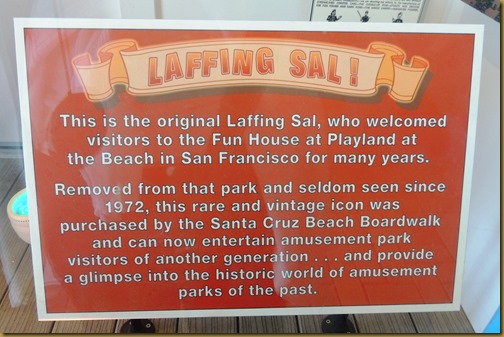 LAFFING SAL!
This is the original Laffing Sal, who welcomed
visitors to the Fun House at Playland at
the Beach in San Francisco for many years.
Removed from that park and seldom seen since
1972, this rare and vintage icon was
purchased by the Santa Cruz Beach Boardwalk
and can now entertain amusement park
visitors of another generation . . . and provide
a glimpse into the historic world of amusement
parks of the past.